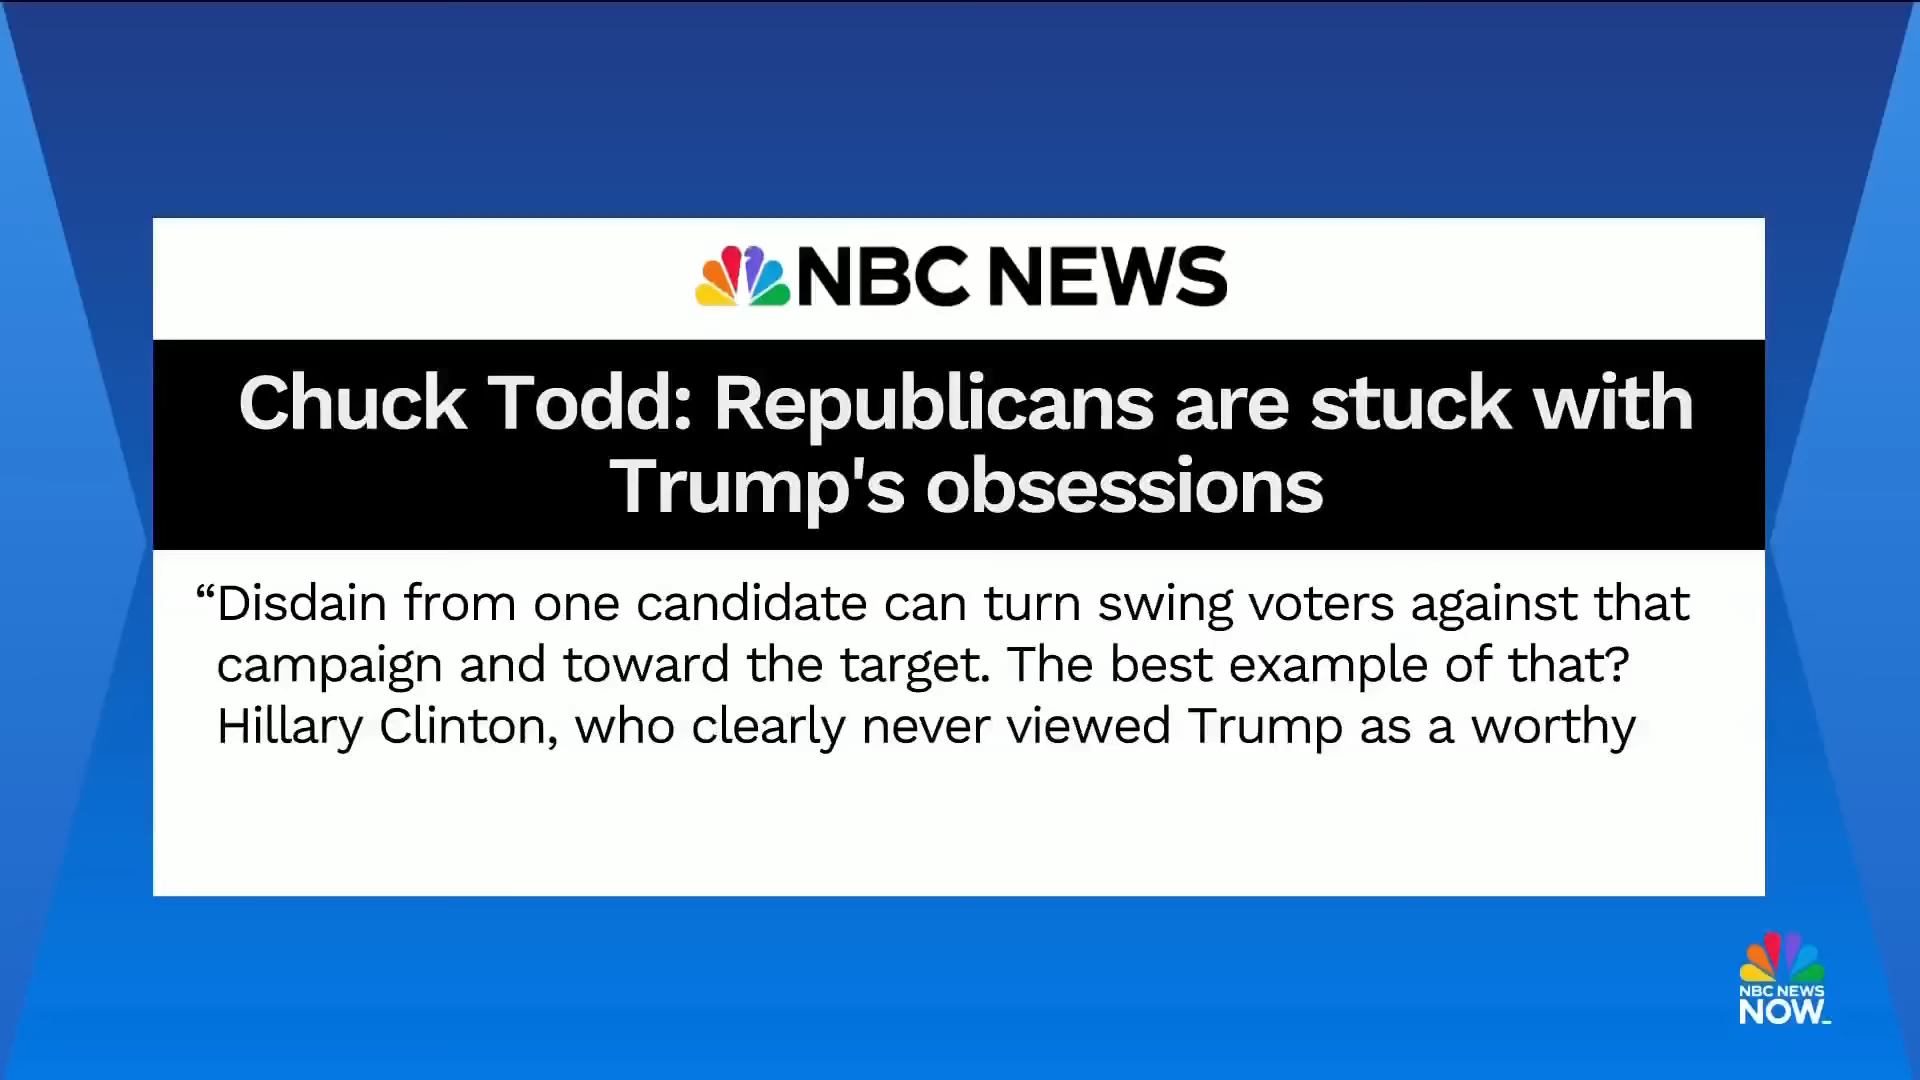 NBC NEWS
Chuck Todd: Republicans are stuck with
Trump's obsessions
“Disdain from one candidate can turn swing voters against that
campaign and toward the target. The best example of that?
Hillary Clinton, who clearly never viewed Trump as a worthy
NBC NEWS
NOW